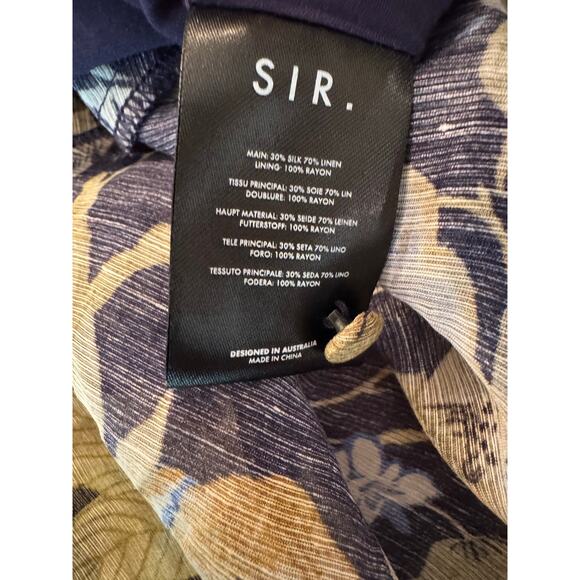 SIR.
MAIN: 30% SILK 70% LINEN
LINING: 100% RAYON
TISSU PRINCIPAL: 30% SOIE 70% LIN
DOUBLURE: 100% RAYON
HAUPT MATERIAL: 30% SEIDE 70% LEINEN
FUTTERSTOFF: 100% RAYON
TELE PRINCIPAL: 30% SETA 70% LINO
FORO: 100% RAYON
TESSUTO PRINCIPALE: 30% SEDA 70% LINO
FODERA: 100% RAYON
DESIGNED IN AUSTRALIA
MADE IN CHINA